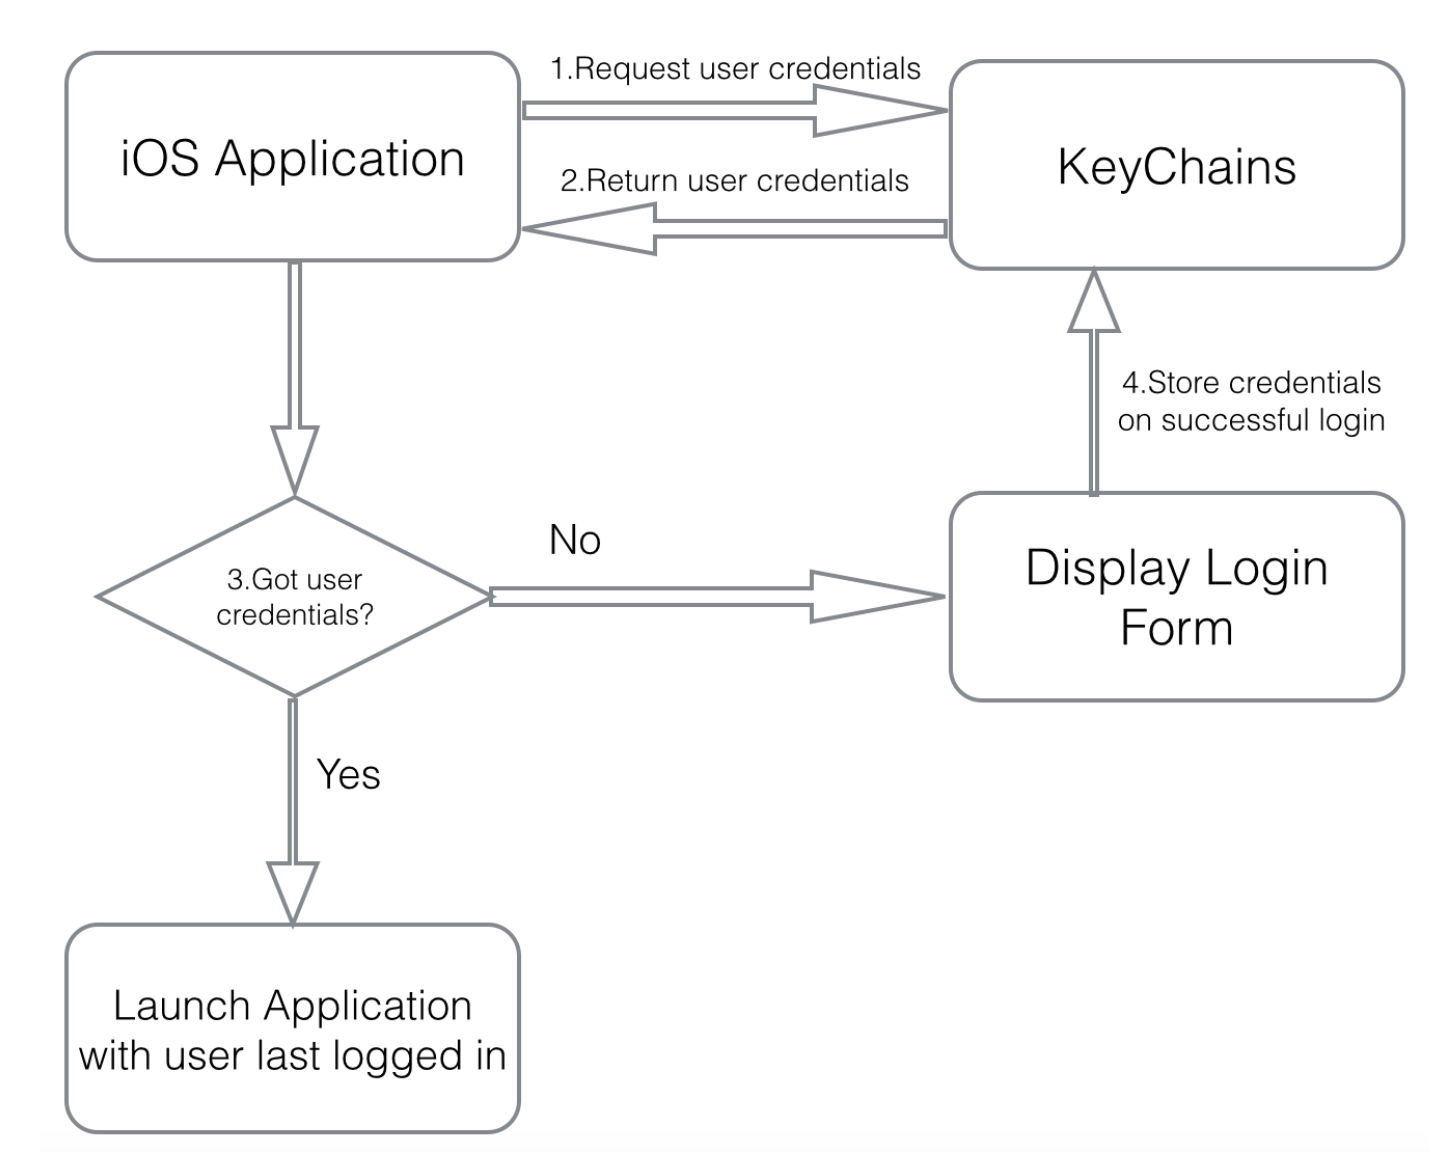 1.Request user credentials
iOS Application
KeyChains
2.Return user credentials
4.Store credentials
on successful login
No
3.Got user
credentials?
Display Login
Form
Yes
Launch Application
with user last logged in